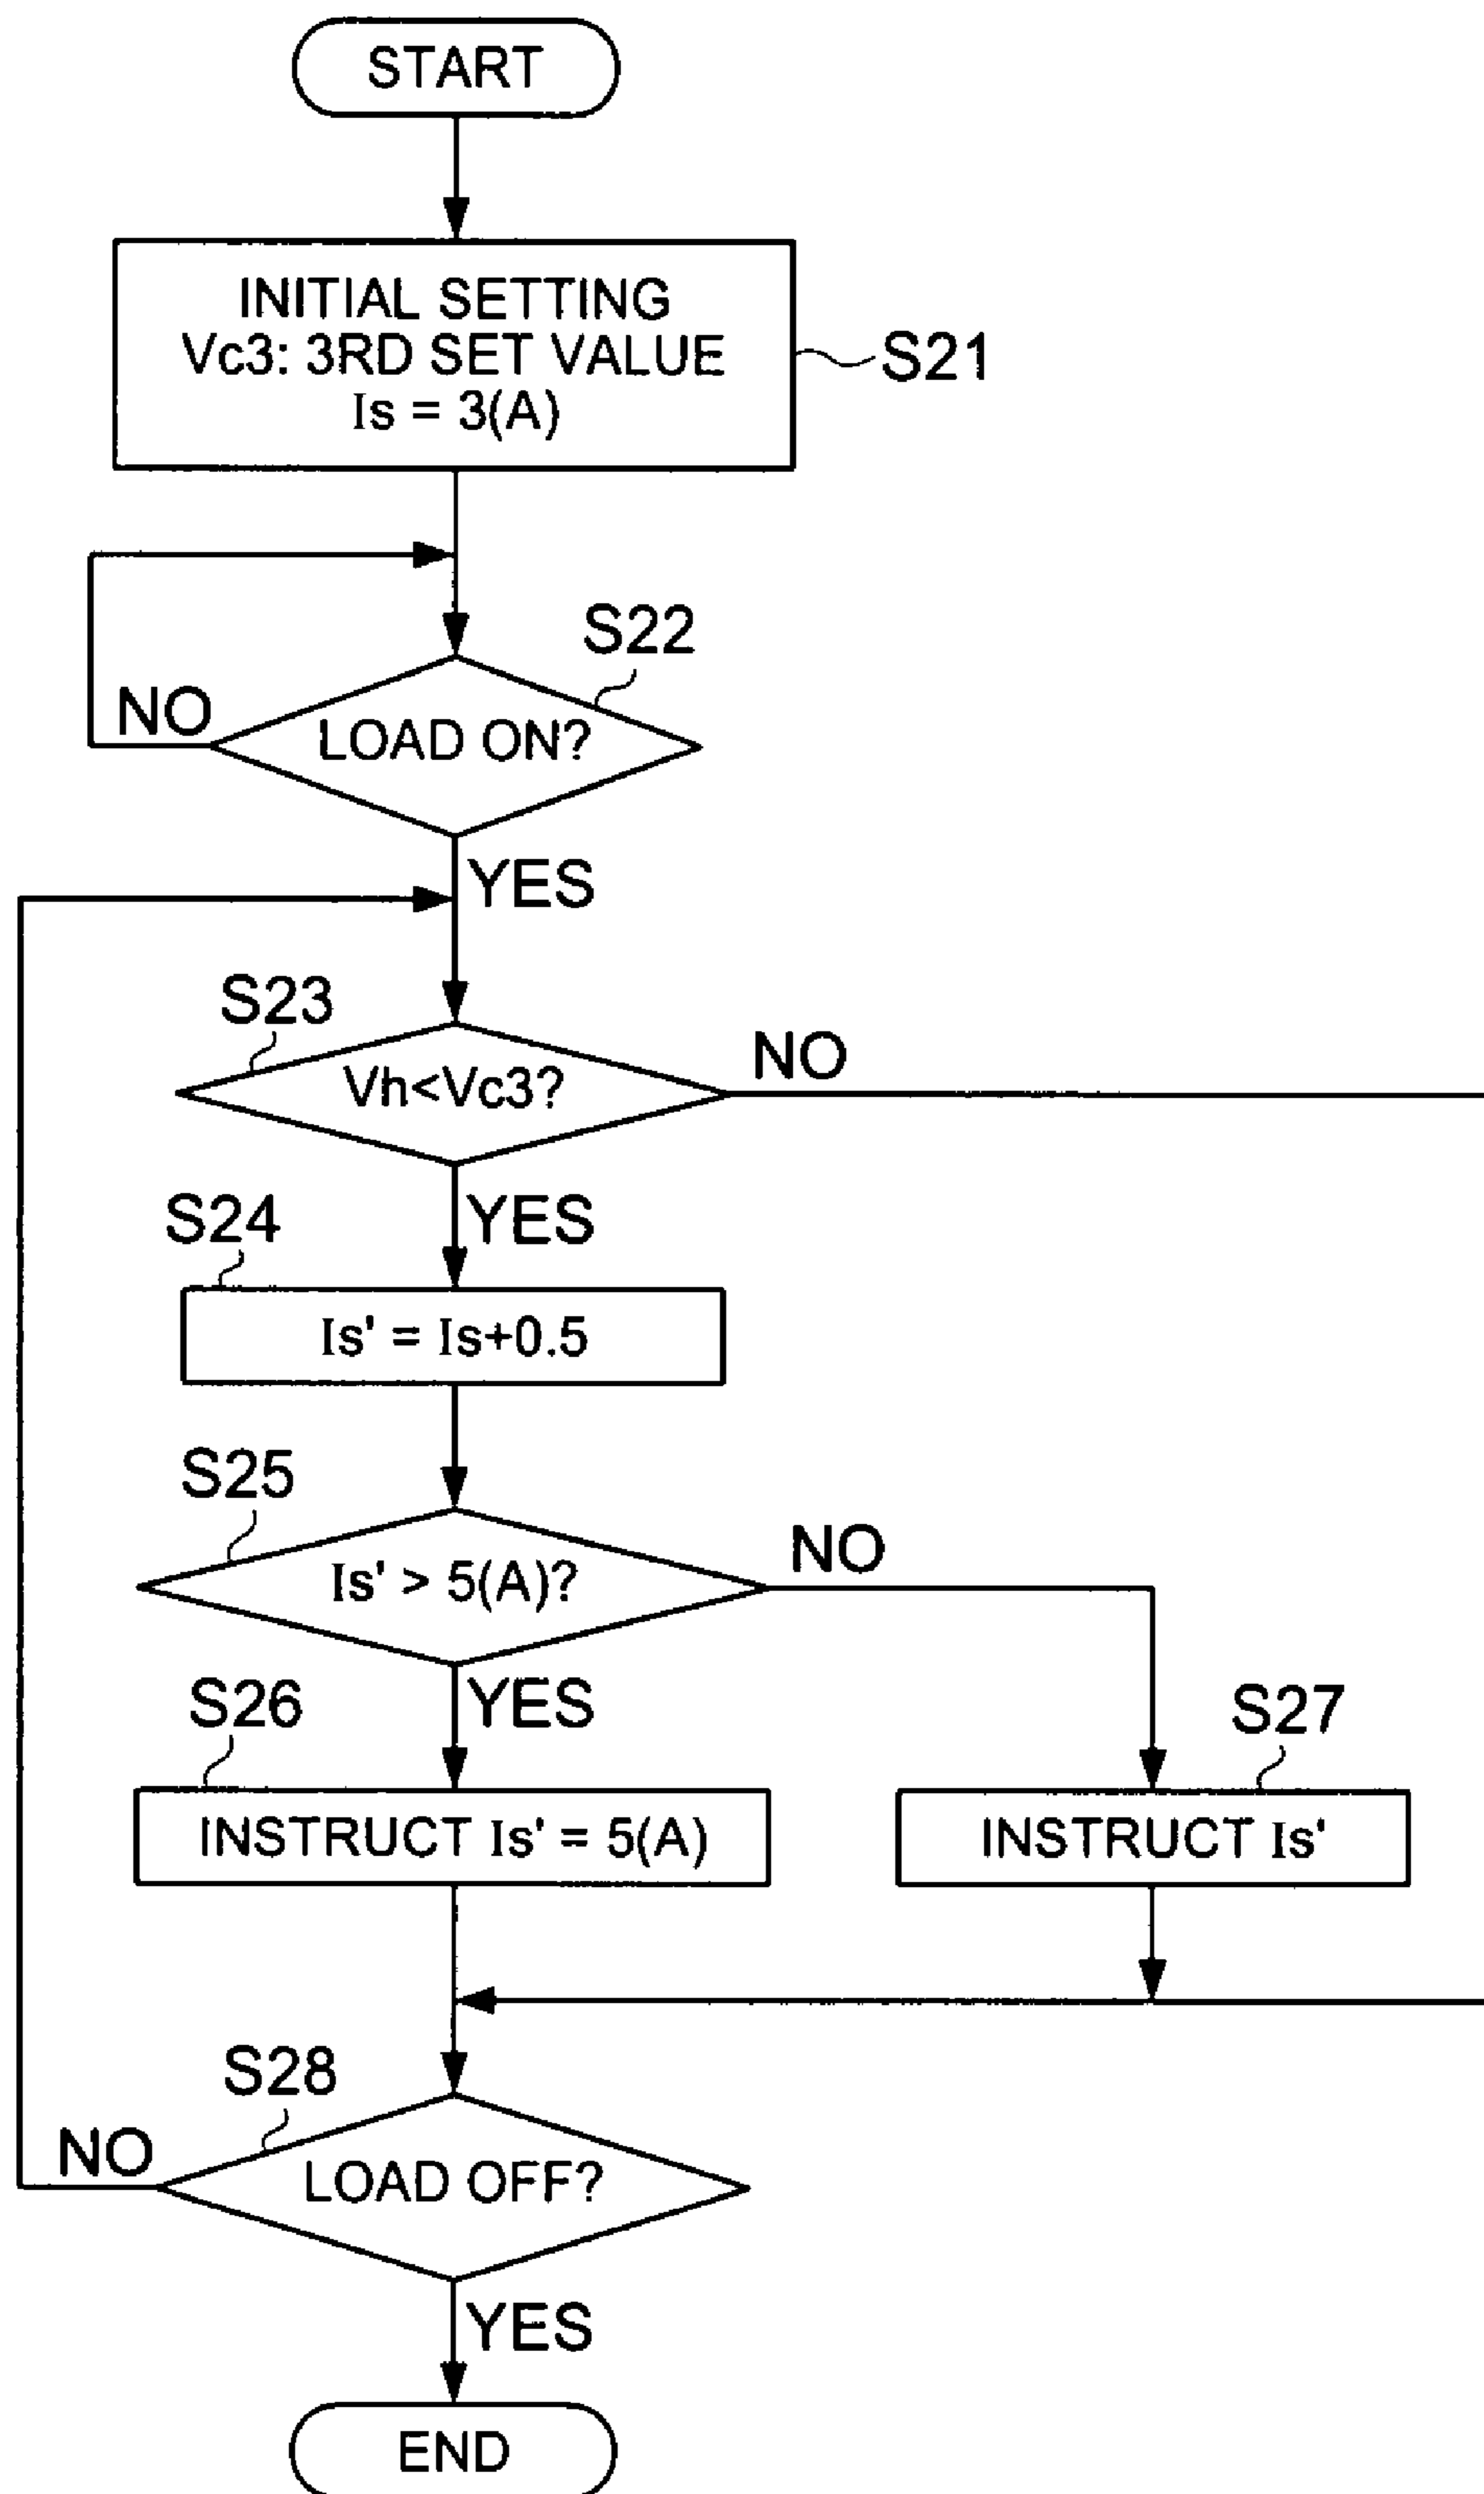 START
INITIAL SETTING
Vc3: 3RD SET VALUE
Is = 3(A)
S21
S22
NO
LOAD ON?
YES
S23
NO
Vh<Vc3?
S24
YES
Is' = Is+0.5
S25
NO
Is' > 5(A)?
S26
YES
S27
INSTRUCT Is' = 5(A)
INSTRUCT Is'
S28
NO
LOAD OFF?
YES
END